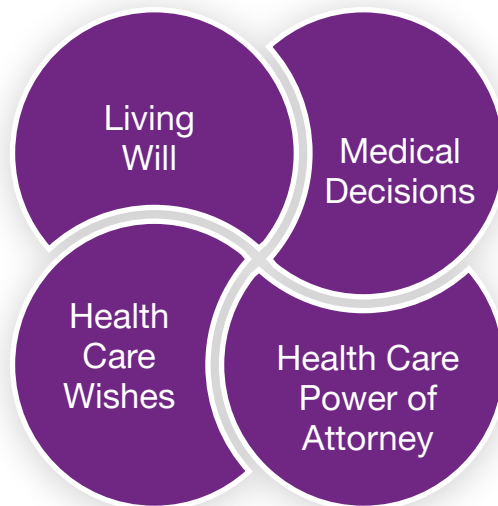 Living
Will
Medical
Decisions
Health
Care
Wishes
Health Care
Power of
Attorney